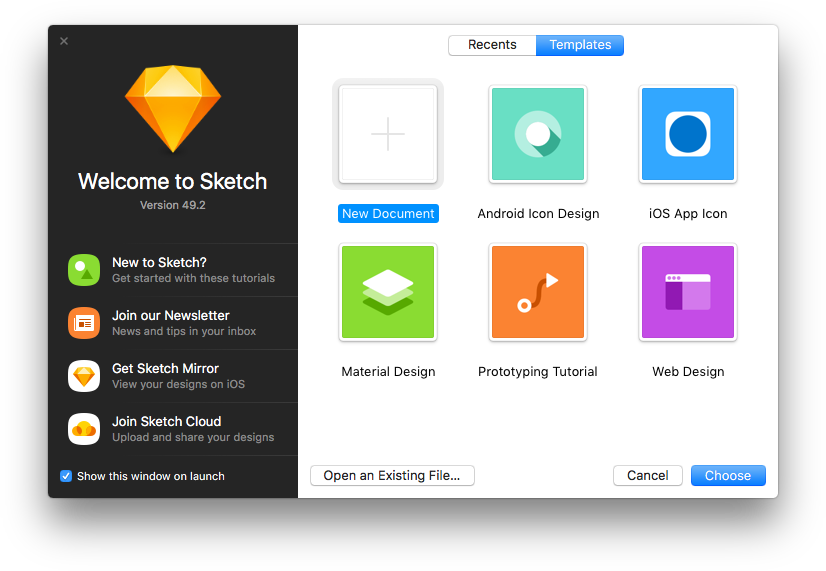 Welcome to Sketch
Version 49.2
New to Sketch?
Get started with these tutorials
Join our Newsletter
News and tips in your inbox
Get Sketch Mirror
View your designs on iOS
Join Sketch Cloud
Upload and share your designs
Show this window on launch
Recents
Templates
New Document
Android Icon Design
iOS App Icon
Material Design
Prototyping Tutorial
Web Design
Open an Existing File...
Cancel
Choose